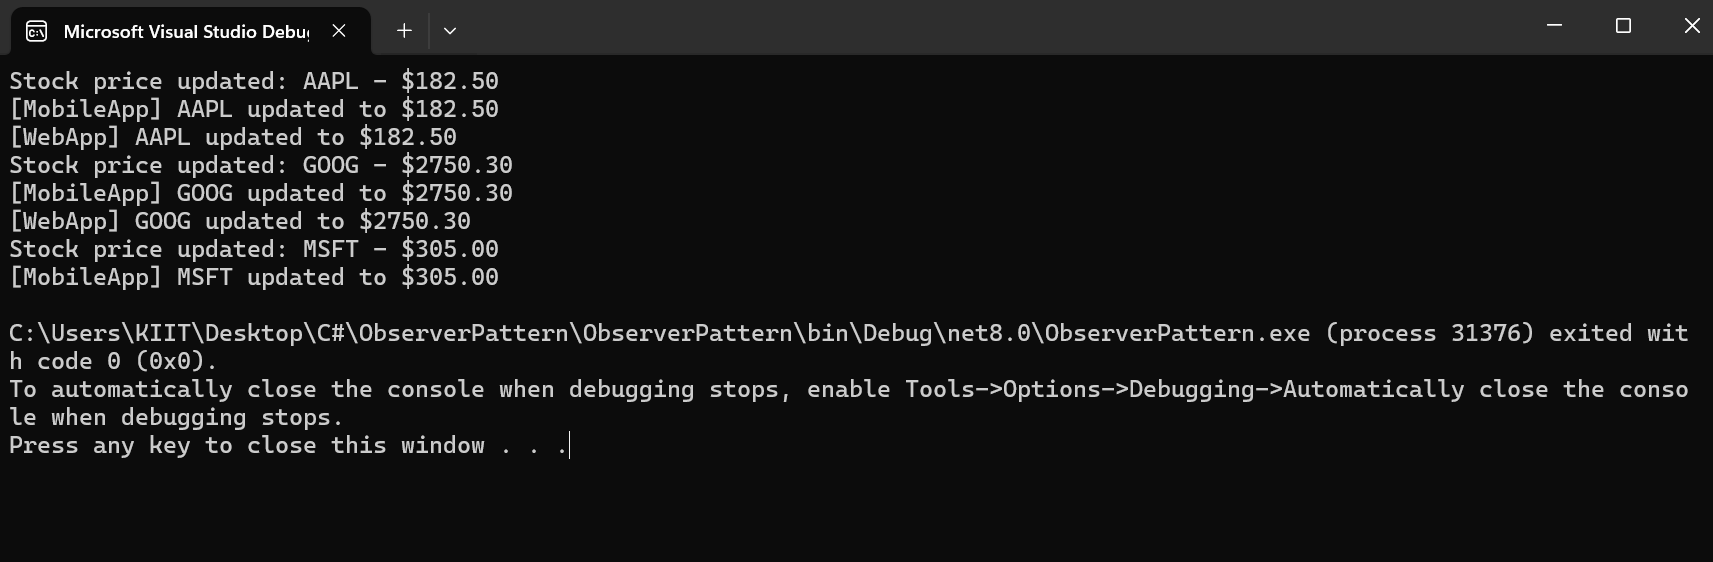 Microsoft Visual Studio Debu
Stock price updated: AAPL - $182.50
[MobileApp] AAPL updated to $182.50
[WebApp] AAPL updated to $182.50
Stock price updated: GOOG - $2750.30
[MobileApp] GOOG updated to $2750.30
[WebApp] GOOG updated to $2750.30
Stock price updated: MSFT - $305.00
[MobileApp] MSFT updated to $305.00
C:\Users\KIIT\Desktop\C#\ObserverPattern\ObserverPattern\bin\Debug\net8.0\ObserverPattern.exe (process 31376) exited wit
h code 0 (0x0).
To automatically close the console when debugging stops, enable Tools->Options->Debugging->Automatically close the conso
le when debugging stops.
Press any key to close this window . . .